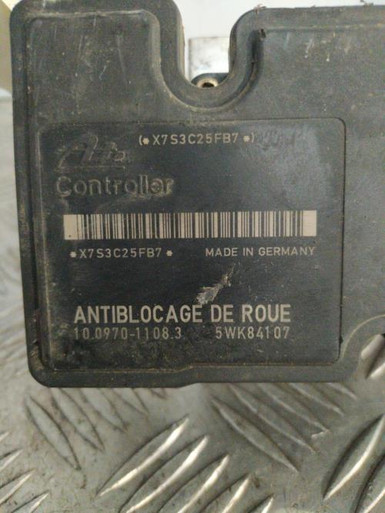 (•X7S3C25FB7•)
Ate
Controller
•X7S3C25FB7• MADE IN GERMANY
ANTIBLOCAGE DE ROUE
10.0970-1108.3 5WK84107